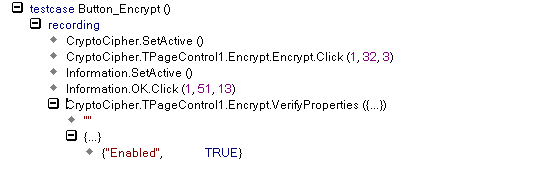 testcase Button_Encrypt ()
recording
CryptoCipher.SetActive ()
CryptoCipher.TPageControl1.Encrypt.Encrypt.Click (1, 32, 3)
Information.SetActive ()
Information.OK.Click (1, 51, 13)
CryptoCipher.TPageControl1.Encrypt.VerifyProperties ({...})
""
{...}
{"Enabled", TRUE}